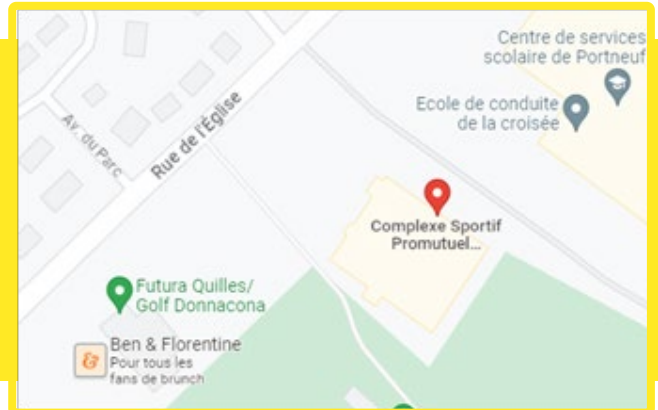 Centre de services
scolaire de Portneuf
Ecole de conduite
de la croisée
Rue de l'Église
Av. du Parc
Complexe Sportif
Promutuel...
Futura Quilles/
Golf Donnacona
&
Ben & Florentine
Pour tous les
fans de brunch